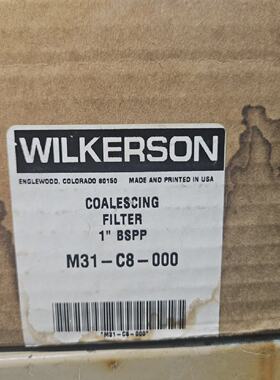 WILKERSON
ENGLEWOOD, COLORADO 80150 MADE AND PRINTED IN USA
COALESCING
FILTER
1" BSPP
M31-C8-000
"M31-C8-000"